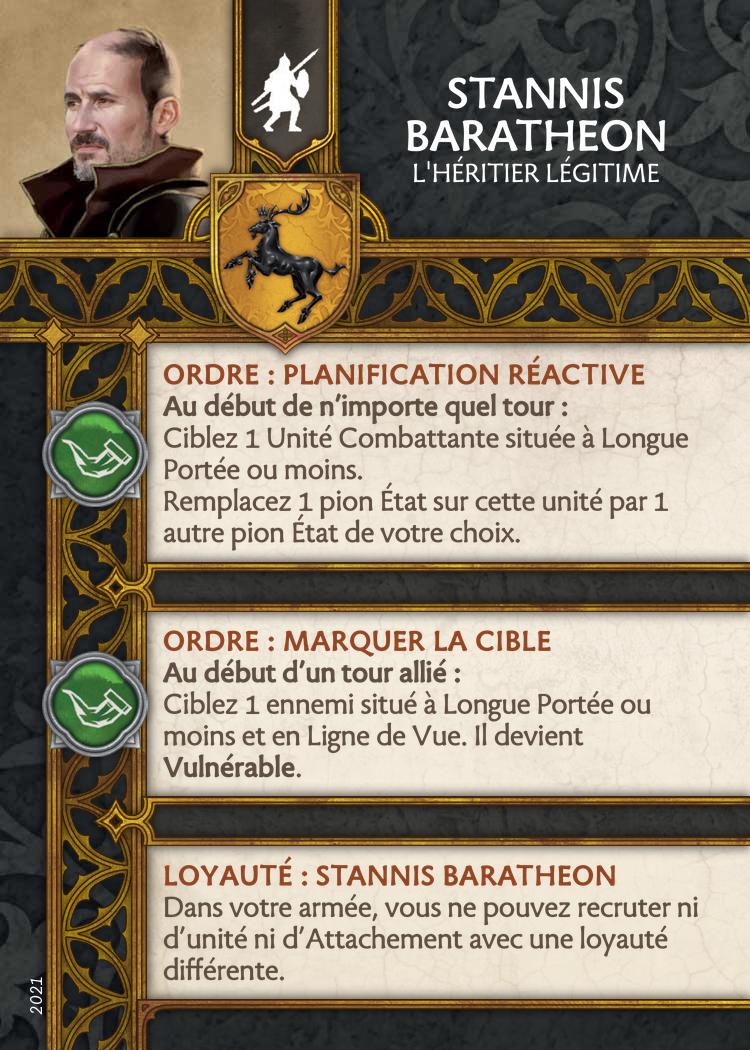 STANNIS
BARATHEON
L'HÉRITIER LÉGITIME
ORDRE : PLANIFICATION RÉACTIVE
Au début de n’importe quel tour :
Ciblez 1 Unité Combattante située à Longue
Portée ou moins.
Remplacez 1 pion État sur cette unité par 1
autre pion État de votre choix.
ORDRE : MARQUER LA CIBLE
Au début d’un tour allié :
Ciblez 1 ennemi situé à Longue Portée ou
moins et en Ligne de Vue. Il devient
Vulnérable.
LOYAUTÉ : STANNIS BARATHEON
Dans votre armée, vous ne pouvez recruter ni
d’unité ni d’Attachement avec une loyauté
différente.
2021